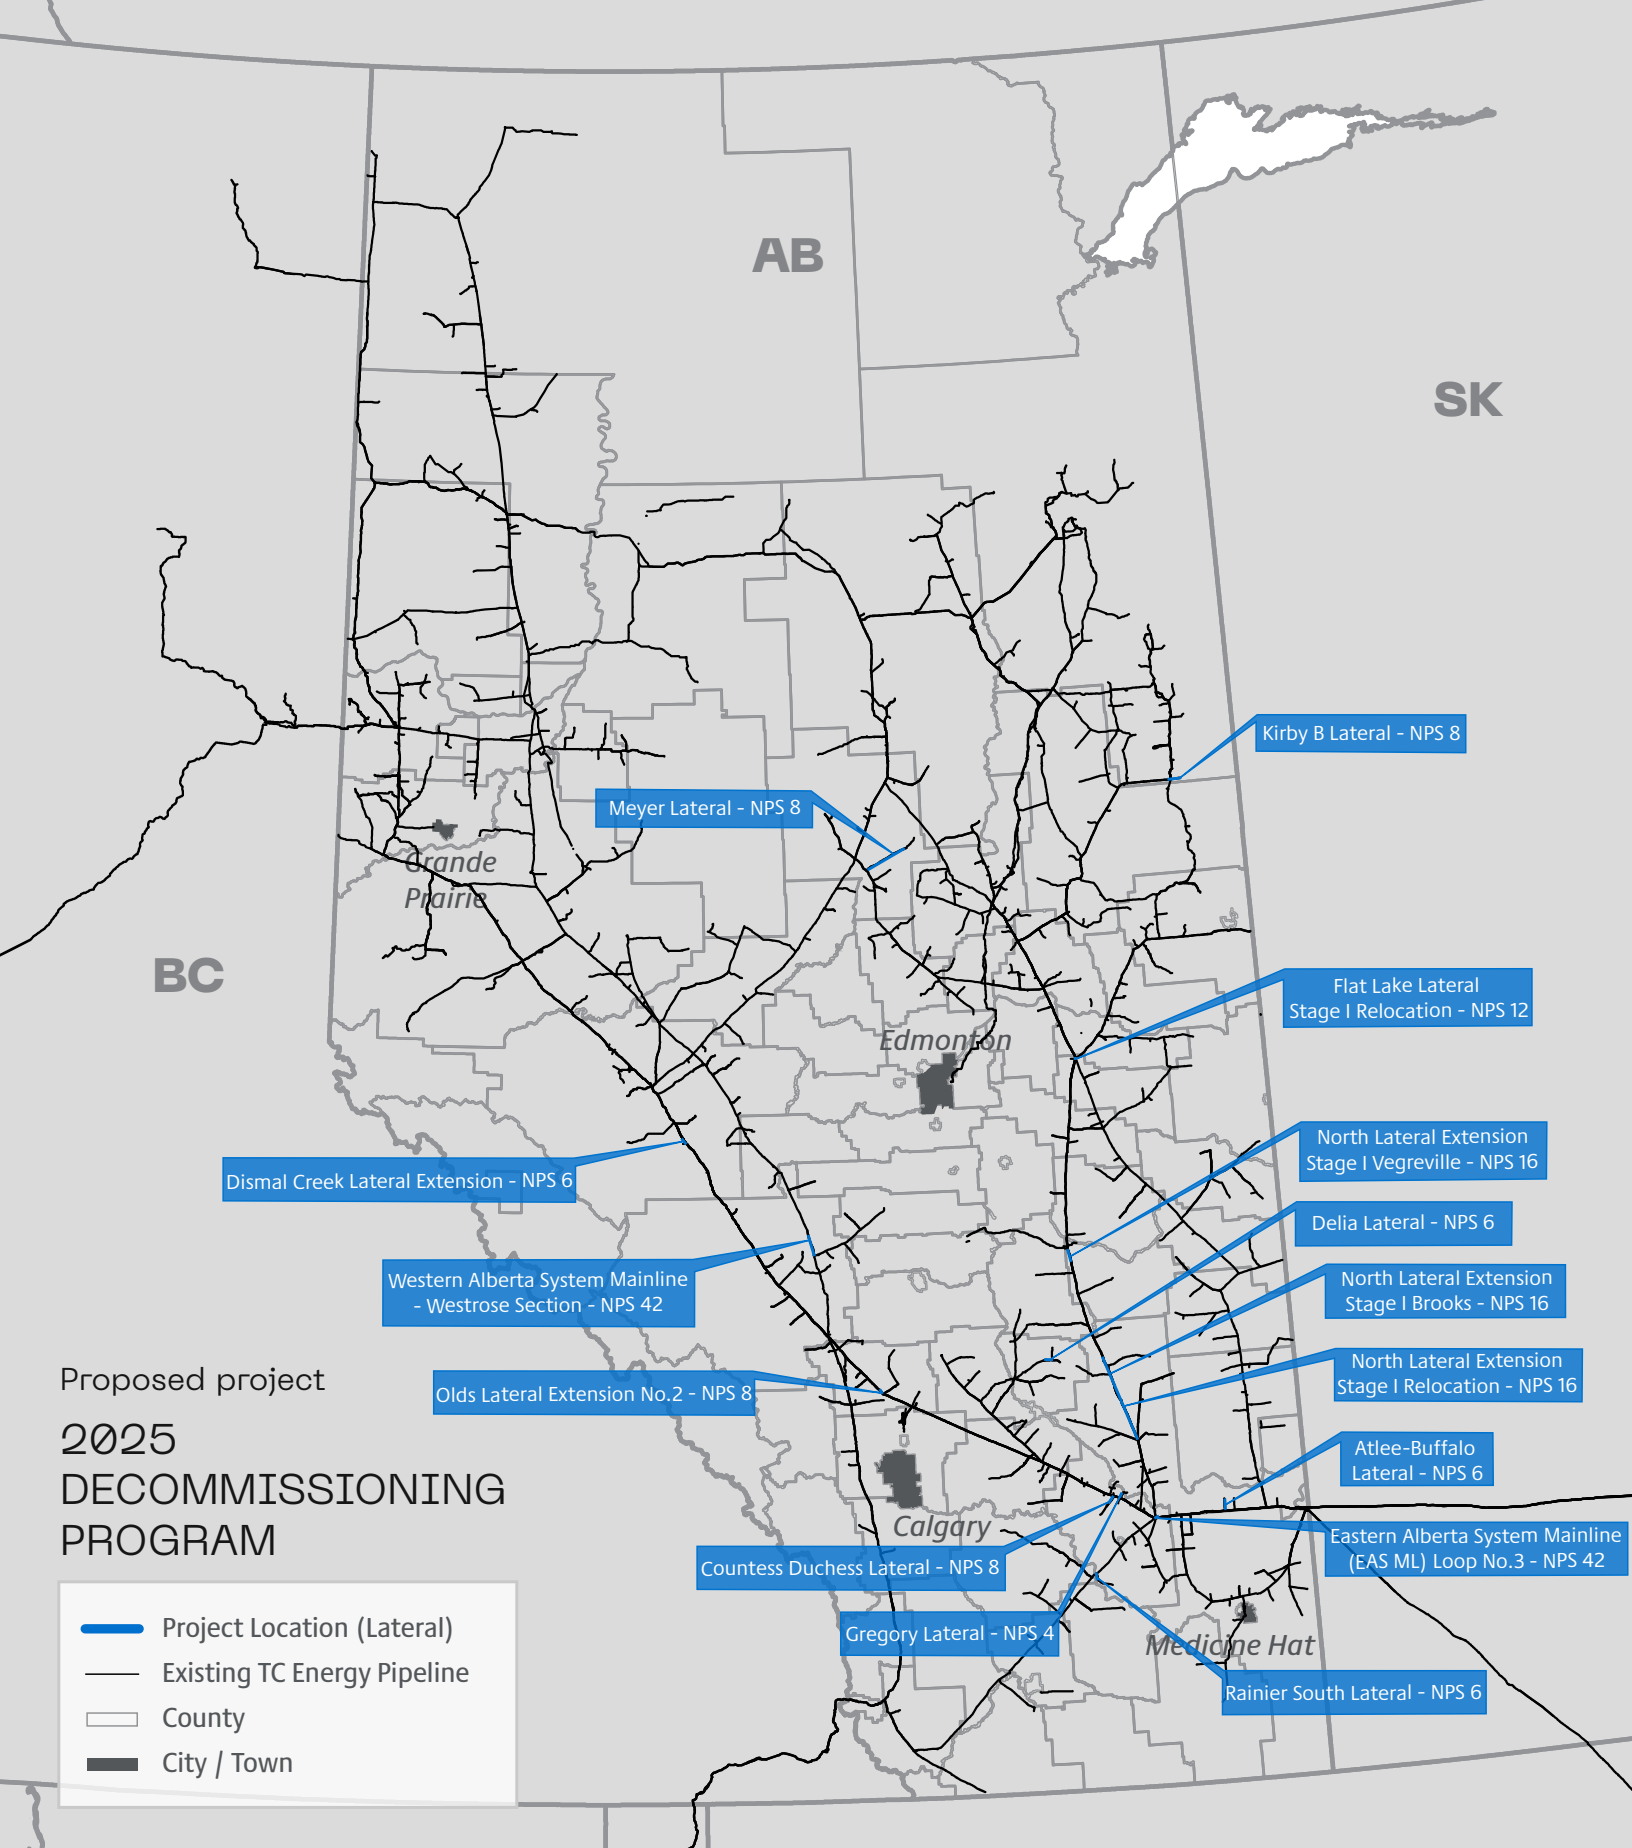 AB
SK
BC
Kirby B Lateral - NPS 8
Meyer Lateral - NPS 8
Grande
Prairie
Flat Lake Lateral
Stage I Relocation - NPS 12
Edmonton
North Lateral Extension
Stage I Vegreville - NPS 16
Dismal Creek Lateral Extension - NPS 6
Delia Lateral - NPS 6
Western Alberta System Mainline
- Westrose Section - NPS 42
North Lateral Extension
Stage I Brooks - NPS 16
North Lateral Extension
Stage I Relocation - NPS 16
Olds Lateral Extension No.2 - NPS 8
Atlee-Buffalo
Lateral - NPS 6
Calgary
Eastern Alberta System Mainline
(EAS ML) Loop No.3 - NPS 42
Countess Duchess Lateral - NPS 8
Gregory Lateral - NPS 4
Medicine Hat
Rainier South Lateral - NPS 6
Proposed project
2025
DECOMMISSIONING
PROGRAM
Project Location (Lateral)
Existing TC Energy Pipeline
County
City / Town